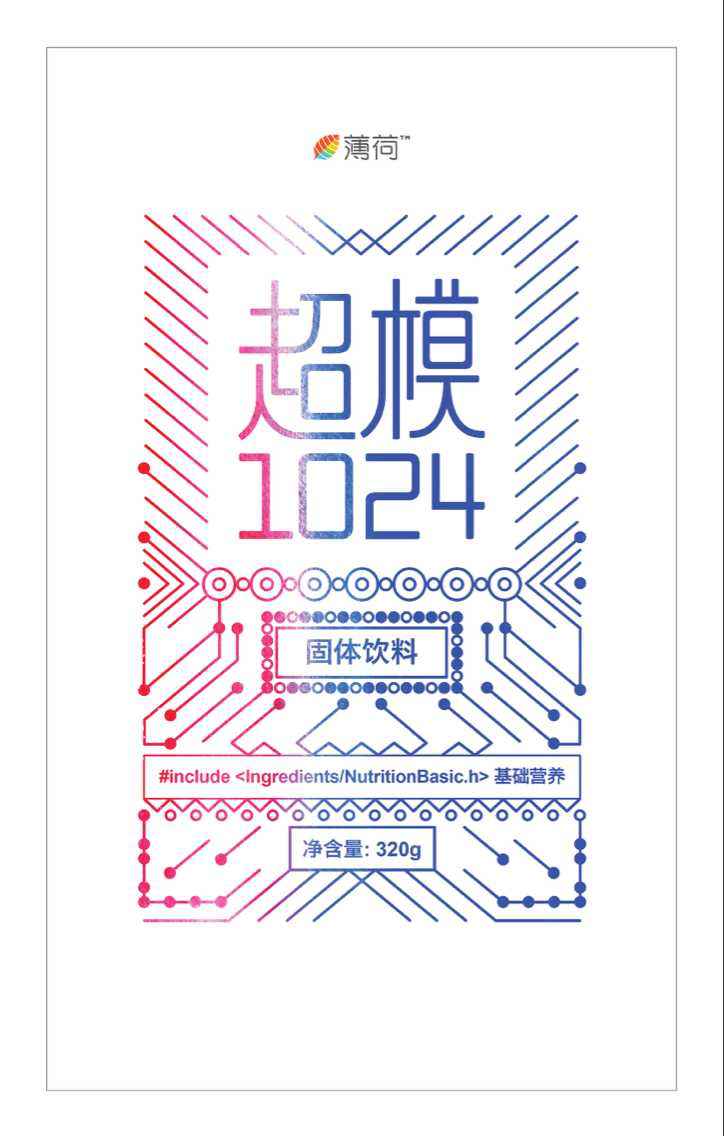 薄荷™
超模
1024
固体饮料
#include <Ingredients/NutritionBasic.h> 基础营养
净含量: 320g